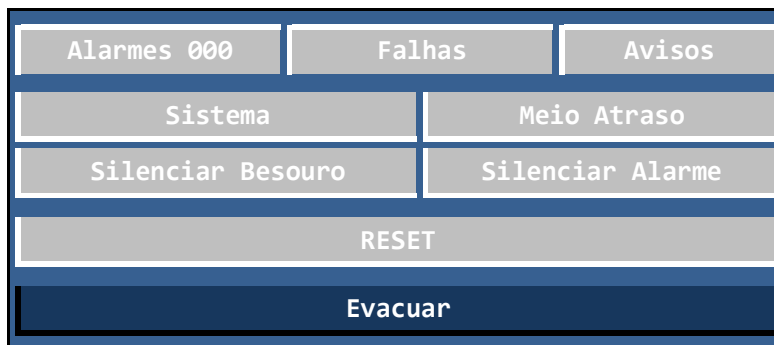 Alarmes 000 Falhas Avisos
Sistema Meio Atraso
Silenciar Besouro Silenciar Alarme
RESET
Evacuar